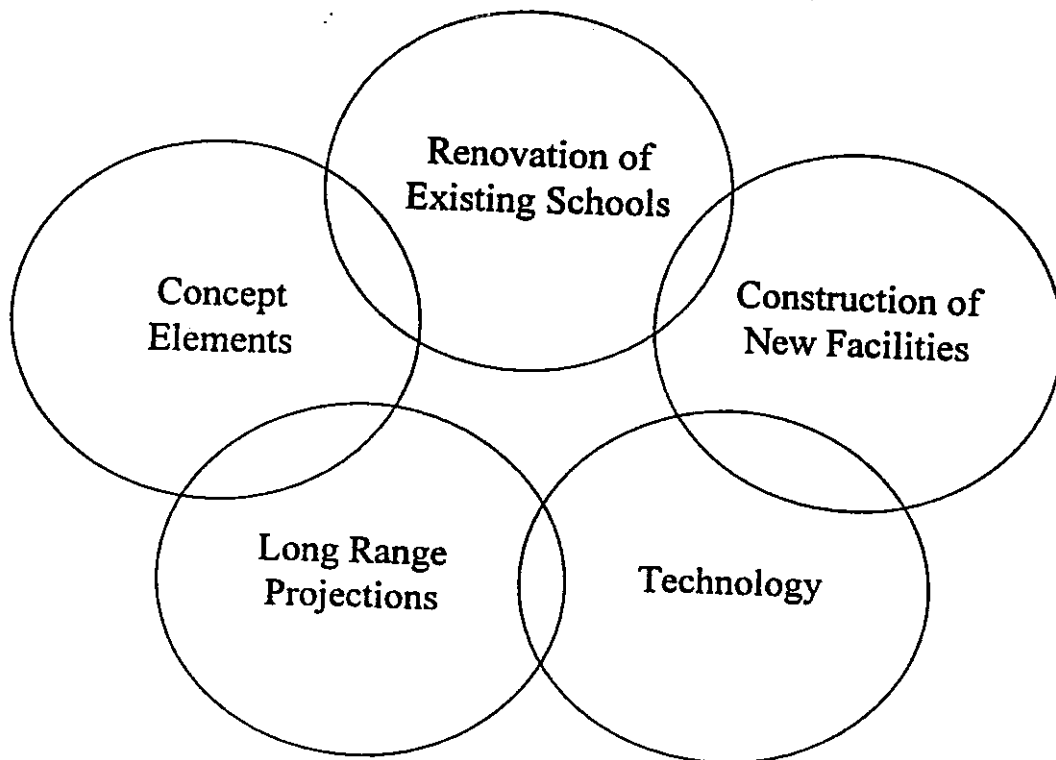 Renovation of
Existing Schools
Concept
Elements
Construction of
New Facilities
Long Range
Projections
Technology